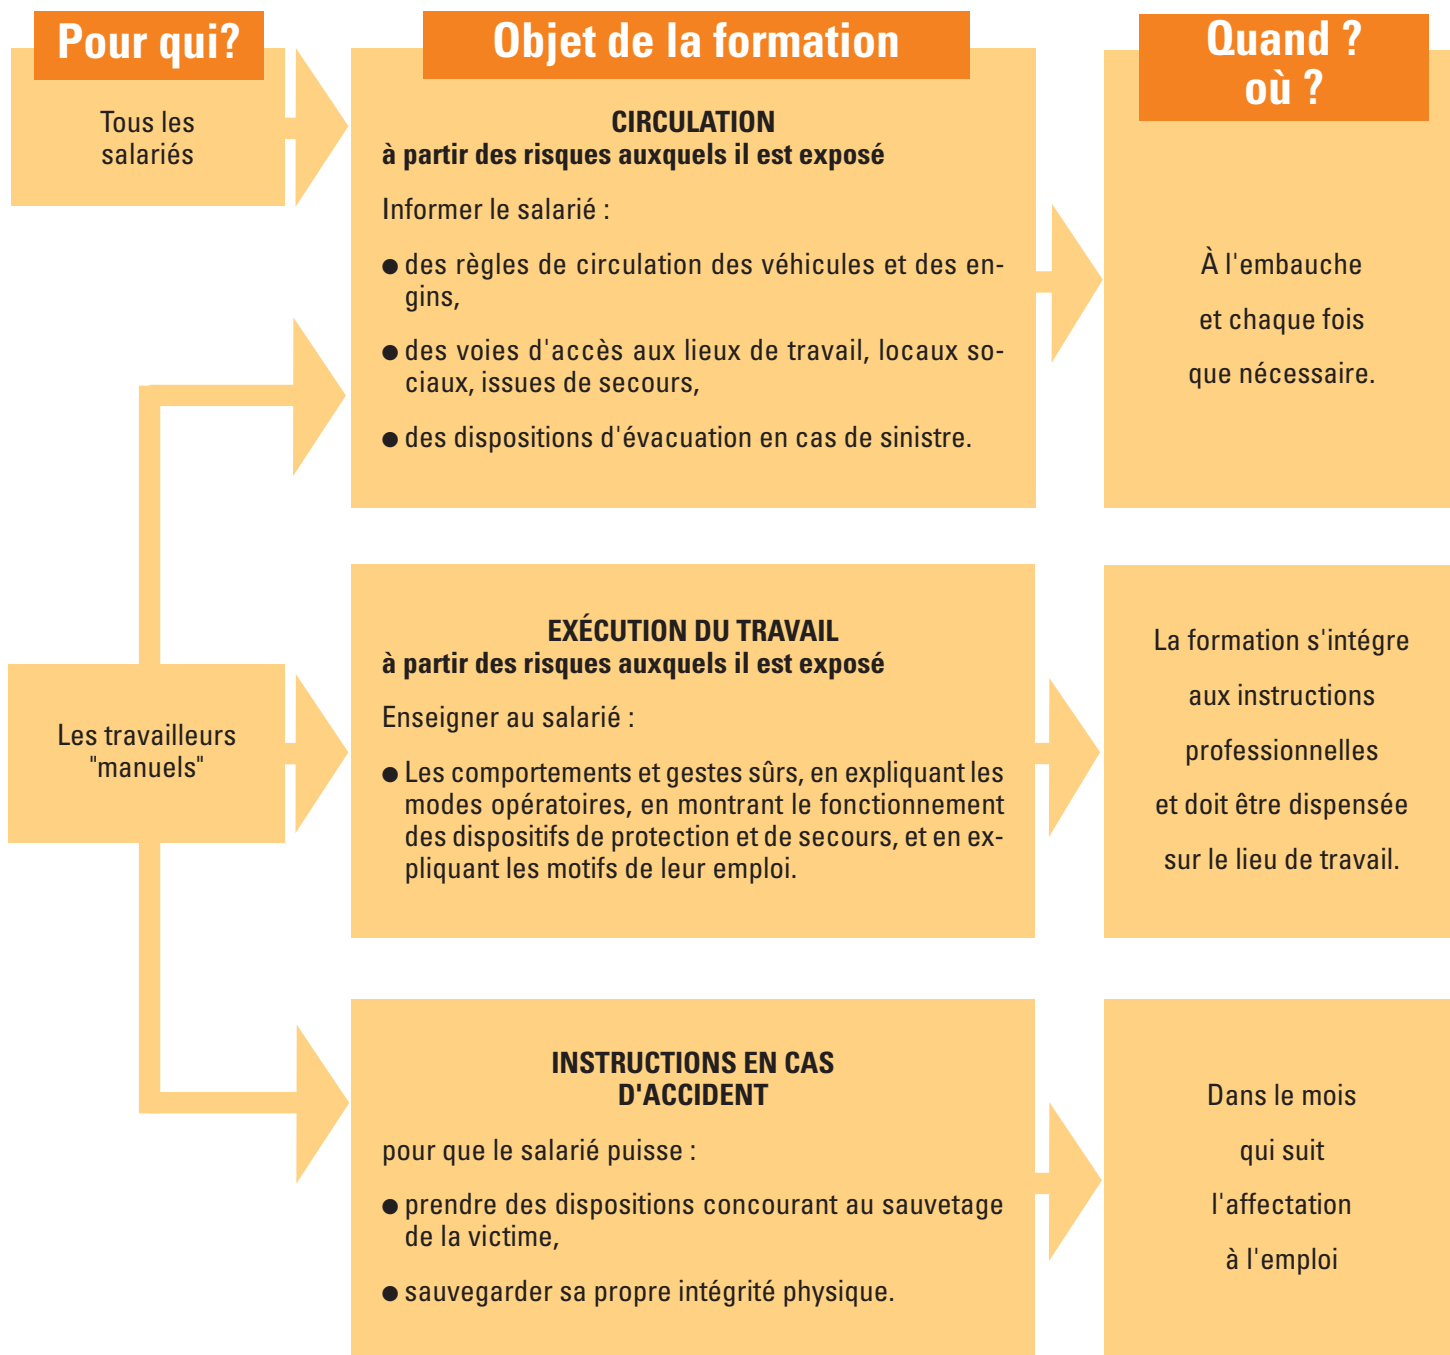 Pour qui?
Objet de la formation
Quand ?
où ?
Tous les
salariés
CIRCULATION
à partir des risques auxquels il est exposé
Informer le salarié :
● des règles de circulation des véhicules et des en-
gins,
● des voies d'accès aux lieux de travail, locaux so-
ciaux, issues de secours,
● des dispositions d'évacuation en cas de sinistre.
À l'embauche
et chaque fois
que nécessaire.
Les travailleurs
"manuels"
EXÉCUTION DU TRAVAIL
à partir des risques auxquels il est exposé
Enseigner au salarié :
● Les comportements et gestes sûrs, en expliquant les
modes opératoires, en montrant le fonctionnement
des dispositifs de protection et de secours, et en ex-
pliquant les motifs de leur emploi.
La formation s'intégre
aux instructions
professionnelles
et doit être dispensée
sur le lieu de travail.
INSTRUCTIONS EN CAS
D'ACCIDENT
pour que le salarié puisse :
● prendre des dispositions concourant au sauvetage
de la victime,
● sauvegarder sa propre intégrité physique.
Dans le mois
qui suit
l'affectation
à l'emploi